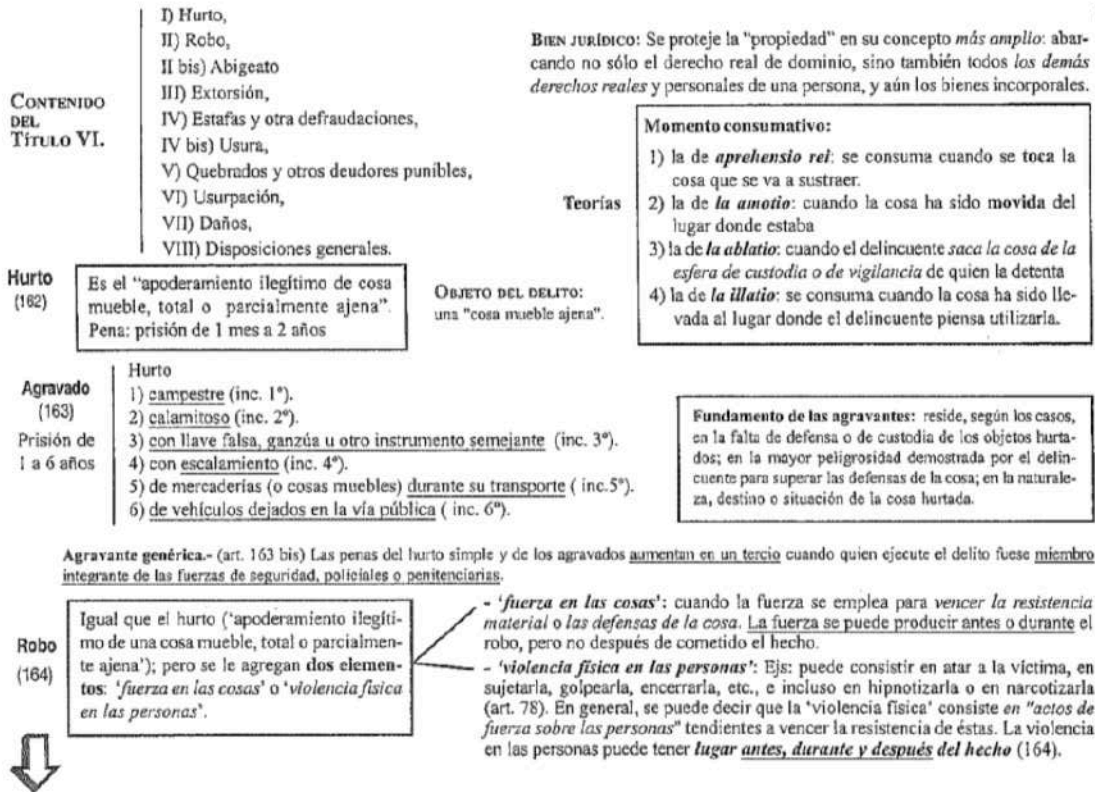 CONTENIDO
DEL
TÍTULO VI.
I) Hurto,
II) Robo,
II bis) Abigeato
III) Extorsión,
IV) Estafas y otra defraudaciones,
IV bis) Usura,
V) Quebrados y otros deudores punibles,
VI) Usurpación,
VII) Daños,
VIII) Disposiciones generales.
BIEN JURÍDICO: Se proteje la "propiedad" en su concepto más amplio: abar-
cando no sólo el derecho real de dominio, sino también todos los demás
derechos reales y personales de una persona, y aún los bienes incorporales.
Teorías
Momento consumativo:
1) la de aprehensio rei: se consuma cuando se toca la
cosa que se va a sustraer.
2) la de la amotio: cuando la cosa ha sido movida del
lugar donde estaba
3) la de la ablatio: cuando el delincuente saca la cosa de la
esfera de custodia o de vigilancia de quien la detenta
4) la de la illatio: se consuma cuando la cosa ha sido lle-
vada al lugar donde el delincuente piensa utilizarla.
Hurto
(162)
Es el "apoderamiento ilegítimo de cosa
mueble, total o parcialmente ajena".
Pena: prisión de 1 mes a 2 años
OBJETO DEL DELITO:
una "cosa mueble ajena".
Agravado
(163)
Prisión de
1 a 6 años
Hurto
1) campestre (inc. 1º).
2) calamitoso (inc. 2º).
3) con llave falsa, ganzúa u otro instrumento semejante (inc. 3º).
4) con escalamiento (inc. 4º).
5) de mercaderías (o cosas muebles) durante su transporte ( inc.5º).
6) de vehículos dejados en la vía pública ( inc. 6º).
Fundamento de las agravantes: reside, según los casos,
en la falta de defensa o de custodia de los objetos hurta-
dos; en la mayor peligrosidad demostrada por el delin-
cuente para superar las defensas de la cosa; en la naturale-
za, destino o situación de la cosa hurtada.
Agravante genérica.- (art. 163 bis) Las penas del hurto simple y de los agravados aumentan en un tercio cuando quien ejecute el delito fuese miembro
integrante de las fuerzas de seguridad, policiales o penitenciarias.
Robo
(164)
Igual que el hurto ('apoderamiento ilegíti-
mo de una cosa mueble, total o parcialmen-
te ajena'); pero se le agregan dos elemen-
tos: 'fuerza en las cosas' o 'violencia física
en las personas'.
- 'fuerza en las cosas': cuando la fuerza se emplea para vencer la resistencia
material o las defensas de la cosa. La fuerza se puede producir antes o durante el
robo, pero no después de cometido el hecho.
- 'violencia física en las personas': Ejs: puede consistir en atar a la víctima, en
sujetarla, golpearla, encerrarla, etc., e incluso en hipnotizarla o en narcotizarla
(art. 78). En general, se puede decir que la 'violencia física' consiste en "actos de
fuerza sobre las personas" tendientes a vencer la resistencia de éstas. La violencia
en las personas puede tener lugar antes, durante y después del hecho (164).